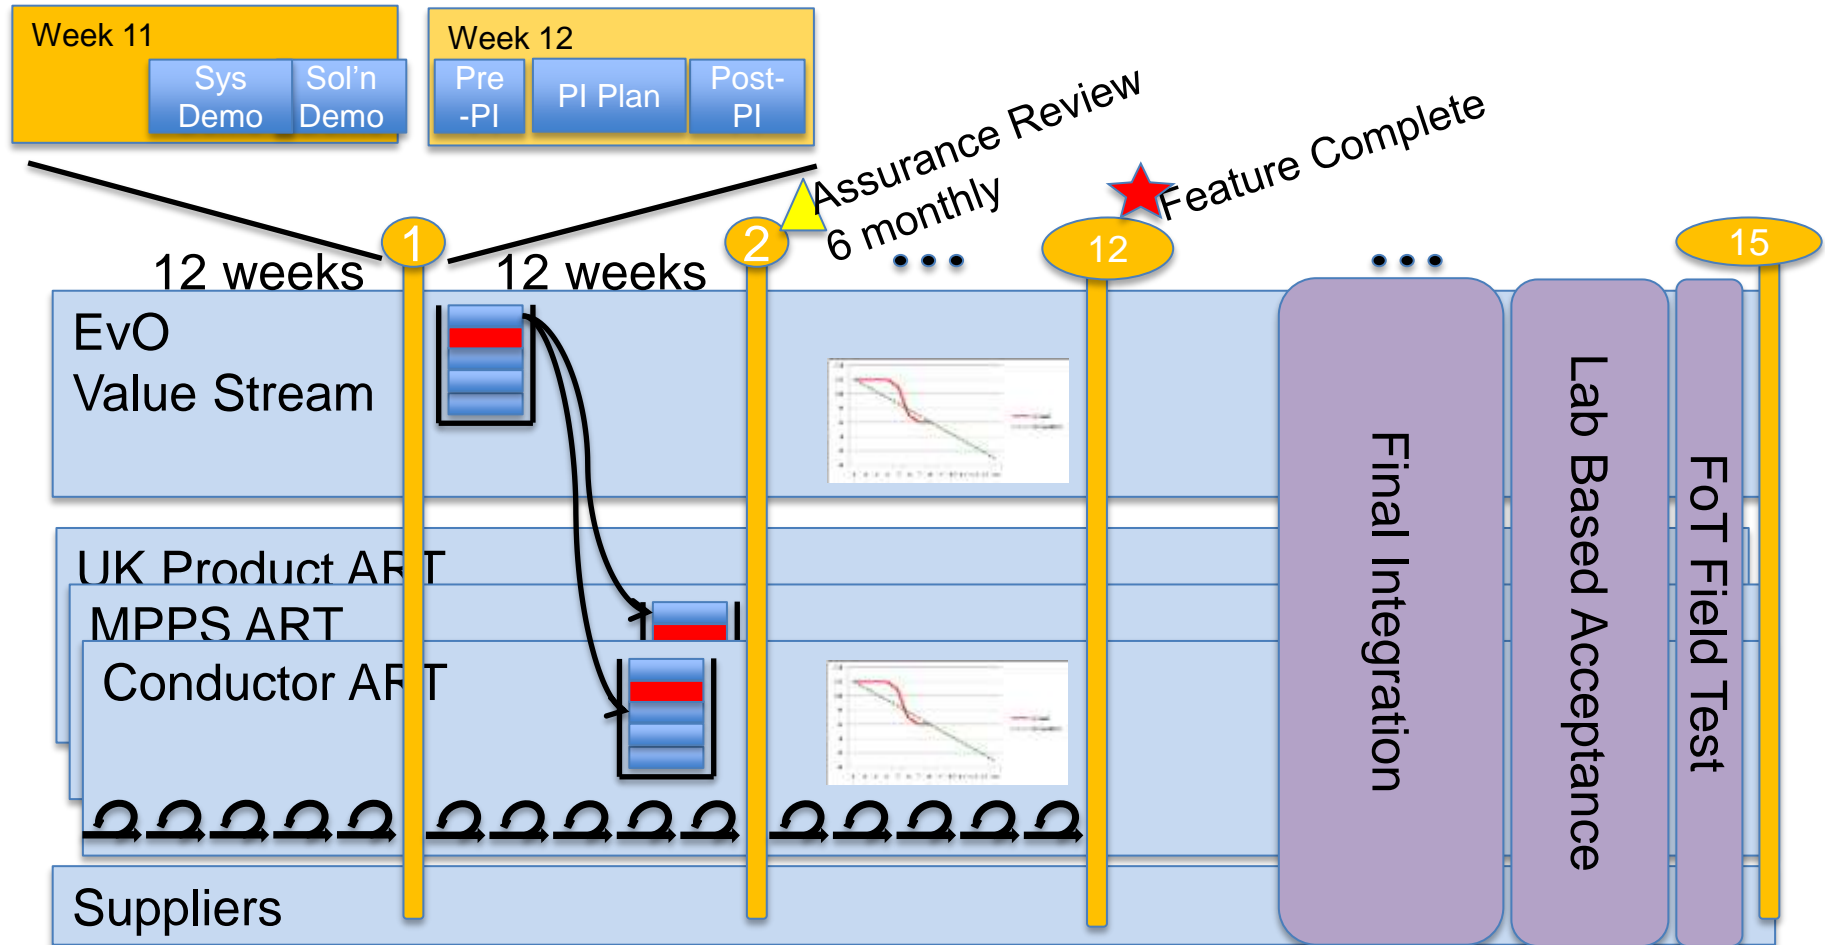 Week 11
Sys
Demo
Sol'n
Demo
Week 12
Pre
-PI
PI Plan
Post-
PI
Assurance Review
6 monthly
Feature Complete
1
2
12
15
12 weeks
12 weeks
EvO
Value Stream
UK Product ART
MPPS ART
Conductor ART
Suppliers
Final Integration
Lab Based Acceptance
FoT Field Test